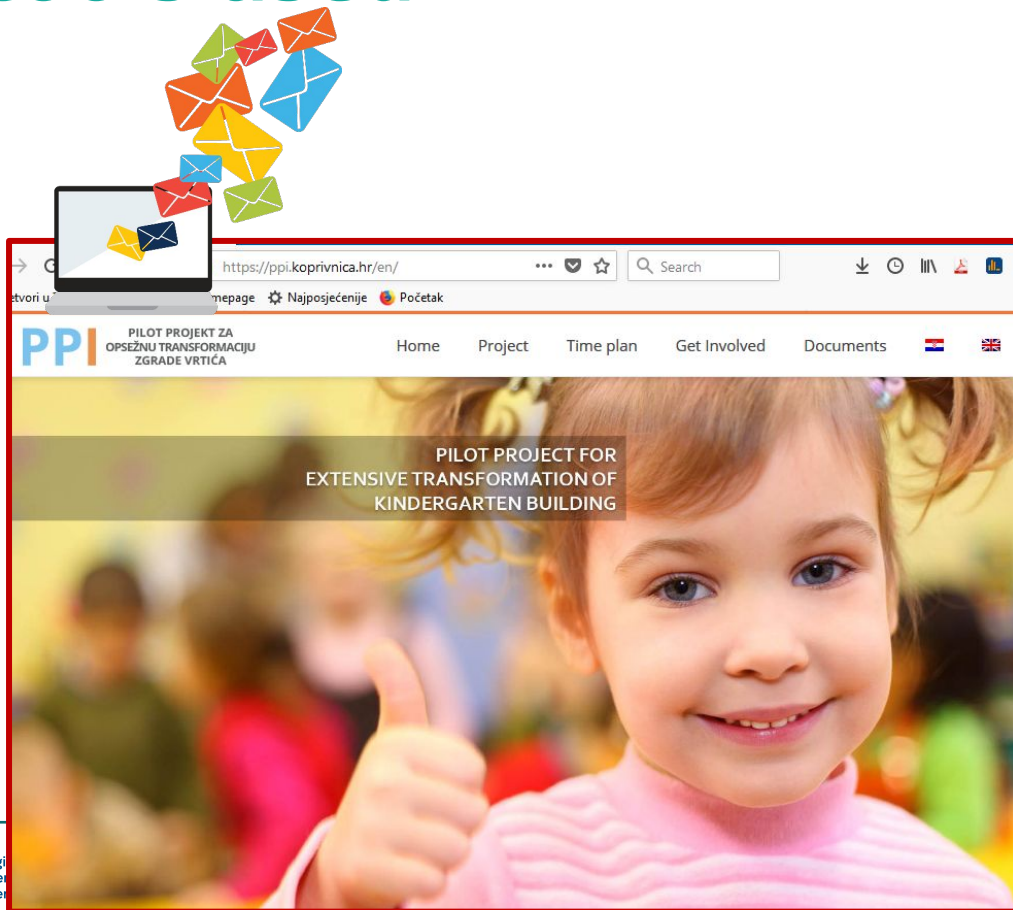 https://ppi.koprivnica.hr/en/
Search
mepage Najposjećenije Početak
PPI
PILOT PROJEKT ZA
OPSEŽNU TRANSFORMACIJU
ZGRADE VRTIĆA
Home Project Time plan Get Involved Documents
PILOT PROJECT FOR
EXTENSIVE TRANSFORMATION OF
KINDERGARTEN BUILDING